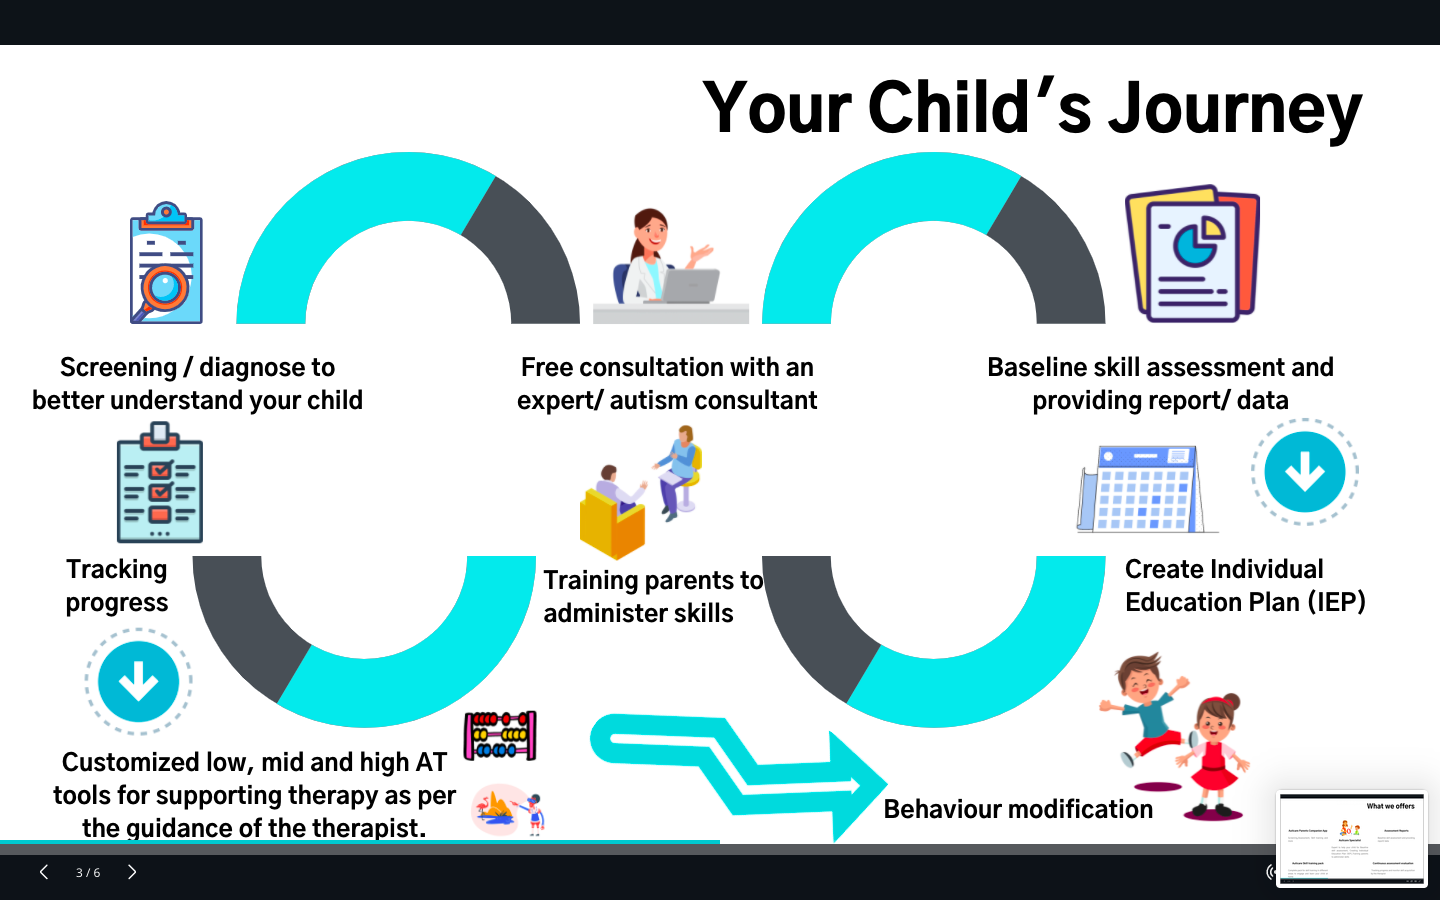 Your Child's Journey
Screening / diagnose to
better understand your child
Free consultation with an
expert/ autism consultant
Baseline skill assessment and
providing report/ data
Tracking
progress
Training parents to
administer skills
Create Individual
Education Plan (IEP)
Customized low, mid and high AT
tools for supporting therapy as per
the guidance of the therapist.
Behaviour modification
What we offers
3 / 6